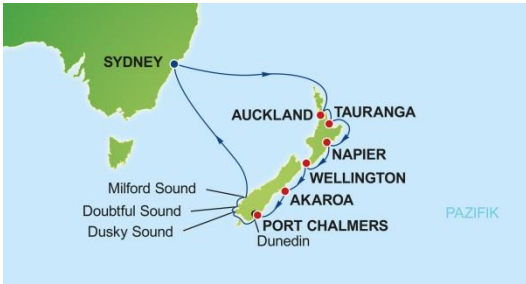 SYDNEY
AUCKLAND
TAURANGA
NAPIER
WELLINGTON
Milford Sound
AKAROA
Doubtful Sound
PAZIFIK
PORT CHALMERS
Dusky Sound
Dunedin